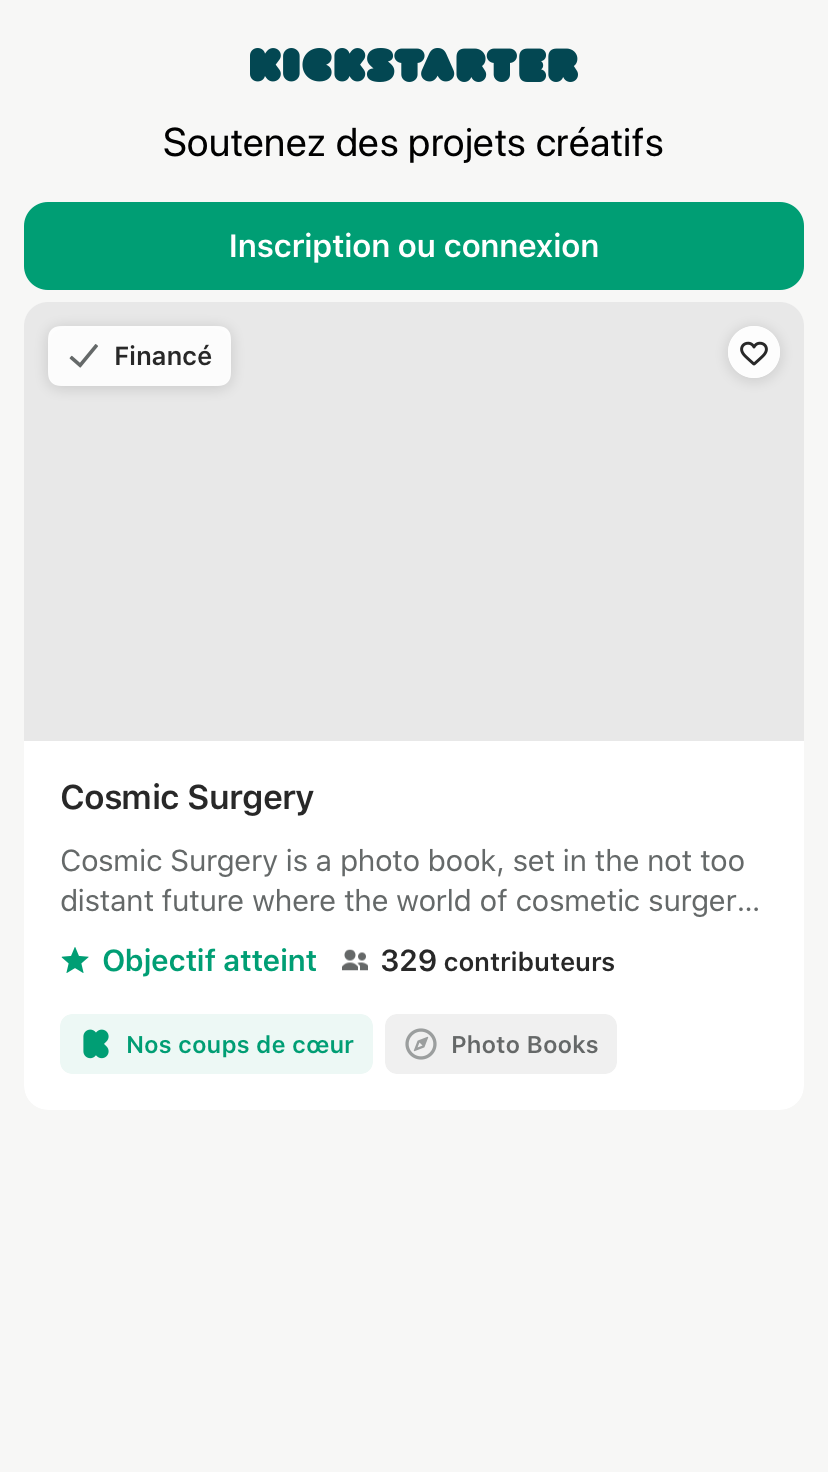 KICKSTARTER
Soutenez des projets créatifs
Inscription ou connexion
Financé
Cosmic Surgery
Cosmic Surgery is a photo book, set in the not too
distant future where the world of cosmetic surger...
Objectif atteint 329 contributeurs
Nos coups de cœur Photo Books